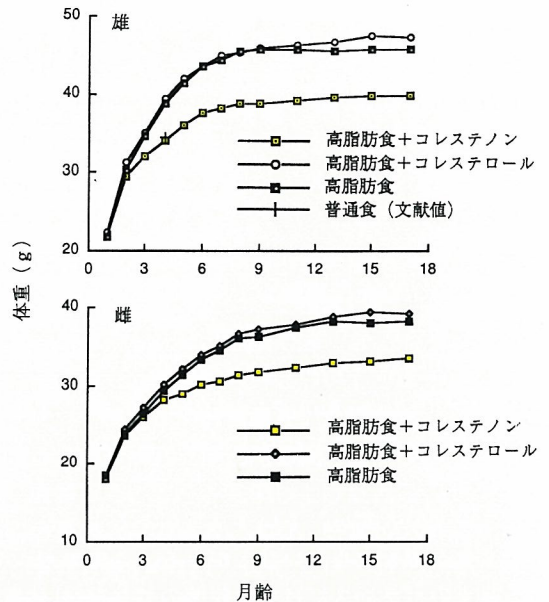 雄
50
40
30
20
高脂肪食＋コレステノン
高脂肪食＋コレステロール
高脂肪食
普通食（文献値）
0 3 6 9 12 15 18
体重（g）
雌
40
30
20
10
高脂肪食＋コレステノン
高脂肪食＋コレステロール
高脂肪食
0 3 6 9 12 15 18
月齢